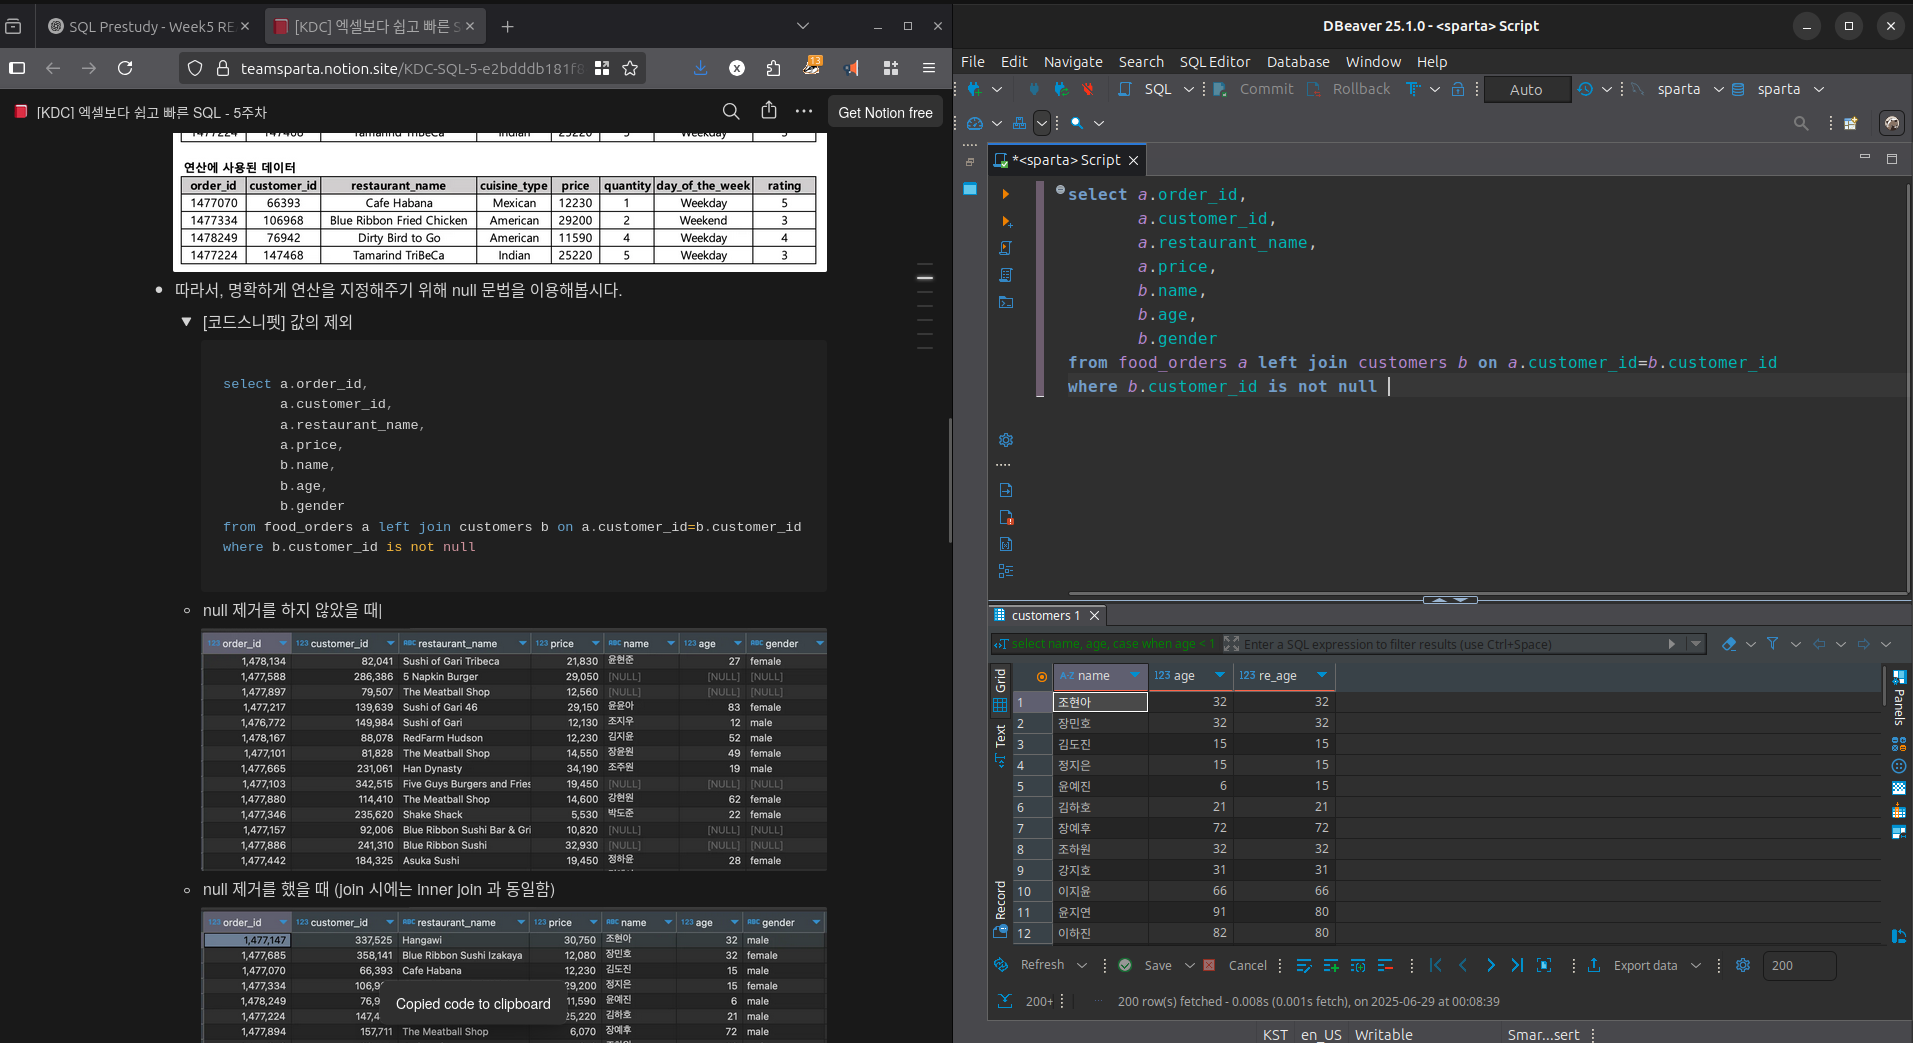 SQL Prestudy - Week5 RE
[KDC] 엑셀보다 쉽고 빠른 S
teamsparta.notion.site/KDC-SQL-5-e2bdddb181f8
13
[KDC] 엑셀보다 쉽고 빠른 SQL - 5주차
Get Notion free
1477224 147468 Tamarind TriBeCa Indian 25220 5 Weekday 3
연산에 사용된 데이터
order_id customer_id restaurant_name cuisine_type price quantity day_of_the_week rating
1477070 66393 Cafe Habana Mexican 12230 1 Weekday 5
1477334 106968 Blue Ribbon Fried Chicken American 29200 2 Weekend 3
1478249 76942 Dirty Bird to Go American 11590 4 Weekday 4
1477224 147468 Tamarind TriBeCa Indian 25220 5 Weekday 3
따라서, 명확하게 연산을 지정해주기 위해 null 문법을 이용해봅시다.
[코드스니펫] 값의 제외
select a.order_id,
a.customer_id,
a.restaurant_name,
a.price,
b.name,
b.age,
b.gender
from food_orders a left join customers b on a.customer_id=b.customer_id
where b.customer_id is not null
null 제거를 하지 않았을 때|
123 order_id 123 customer_id ABC restaurant_name 123 price ABC name 123 age ABC gender
1,478,134 82,041 Sushi of Gari Tribeca 21,830 윤현준 27 female
1,477,588 286,386 5 Napkin Burger 29,050 [NULL] [NULL] [NULL]
1,477,897 79,507 The Meatball Shop 12,560 [NULL] [NULL] [NULL]
1,477,217 139,639 Sushi of Gari 46 29,150 윤윤아 83 female
1,476,772 149,984 Sushi of Gari 12,130 조지우 12 male
1,478,167 88,078 RedFarm Hudson 12,230 김지윤 52 male
1,477,101 81,828 The Meatball Shop 14,550 장윤원 49 female
1,477,665 231,061 Han Dynasty 34,190 조주원 19 male
1,477,103 342,515 Five Guys Burgers and Fries 19,450 [NULL] [NULL] [NULL]
1,477,880 114,410 The Meatball Shop 14,600 강현원 62 female
1,477,346 235,620 Shake Shack 5,530 박도준 22 female
1,477,157 92,006 Blue Ribbon Sushi Bar & Gri 10,820 [NULL] [NULL] [NULL]
1,477,886 241,310 Blue Ribbon Sushi 32,930 [NULL] [NULL] [NULL]
1,477,442 184,325 Asuka Sushi 19,450 정하윤 28 female
null 제거를 했을 때 (join 시에는 inner join 과 동일함)
123 order_id 123 customer_id ABC restaurant_name 123 price ABC name 123 age ABC gender
1,477,147 337,525 Hangawi 30,750 조현아 32 male
1,477,685 358,141 Blue Ribbon Sushi Izakaya 12,080 장민호 32 female
1,477,070 66,393 Cafe Habana 12,230 김도진 15 male
1,477,334 106,9 29,200 정지은 15 female
1,478,249 76,9 11,590 윤예진 6 male
1,477,224 147,4 25,220 김하호 21 male
1,477,894 157,711 The Meatball Shop 6,070 장예후 72 male
Copied code to clipboard
DBeaver 25.1.0 - <sparta> Script
File Edit Navigate Search SQL Editor Database Window Help
SQL Commit Rollback Auto sparta sparta
*<sparta> Script
select a.order_id,
a.customer_id,
a.restaurant_name,
a.price,
b.name,
b.age,
b.gender
from food_orders a left join customers b on a.customer_id=b.customer_id
where b.customer_id is not null
customers 1
select name, age, case when age < 1 Enter a SQL expression to filter results (use Ctrl+Space)
Grid
Text
Record
A-Z name 123 age 123 re_age
1 조현아 32 32
2 장민호 32 32
3 김도진 15 15
4 정지은 15 15
5 윤예진 6 15
6 김하호 21 21
7 장예후 72 72
8 조하원 32 32
9 강지호 31 31
10 이지윤 66 66
11 윤지연 91 80
12 이하진 82 80
Panels
Refresh Save Cancel Export data 200
200+ 200 row(s) fetched - 0.008s (0.001s fetch), on 2025-06-29 at 00:08:39
KST en_US Writable Smar...sert